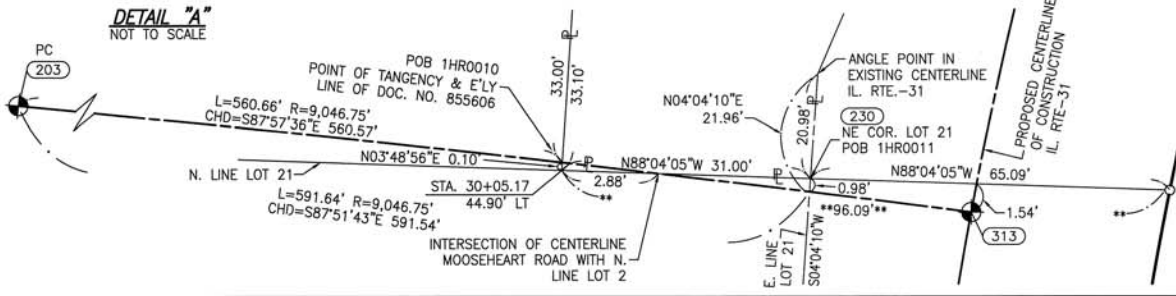 DETAIL "A"
NOT TO SCALE
PC
203
POB 1HR0010
POINT OF TANGENCY & E'LY
LINE OF DOC. NO. 855606
33.00'
33.10'
PL
L=560.66' R=9,046.75'
CHD=S87°57'36"E 560.57'
N03°48'56"E 0.10'
N. LINE LOT 21
L=591.64' R=9,046.75'
CHD=S87°51'43"E 591.54'
STA. 30+05.17
44.90' LT
**
2.88'
PL
N88°04'05"W 31.00'
INTERSECTION OF CENTERLINE
MOOSEHEART ROAD WITH N.
LINE LOT 2
N04°04'10"E
21.96'
20.98'
PL
ANGLE POINT IN
EXISTING CENTERLINE
IL. RTE.-31
230
NE COR. LOT 21
POB 1HR0011
PL
0.98'
**96.09'**
E. LINE
LOT 21
S04°04'10"W
N88°04'05"W 65.09'
PROPOSED CENTERLINE
OF CONSTRUCTION
IL. RTE-31
1.54'
**
313